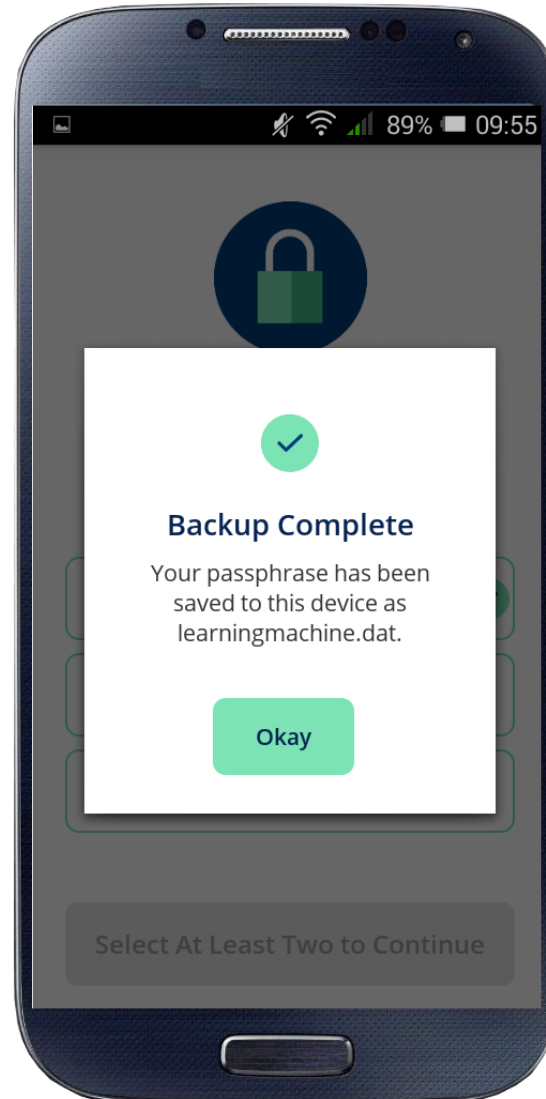 89% 09:55
Backup Complete
Your passphrase has been
saved to this device as
learningmachine.dat.
Okay
Select At Least Two to Continue